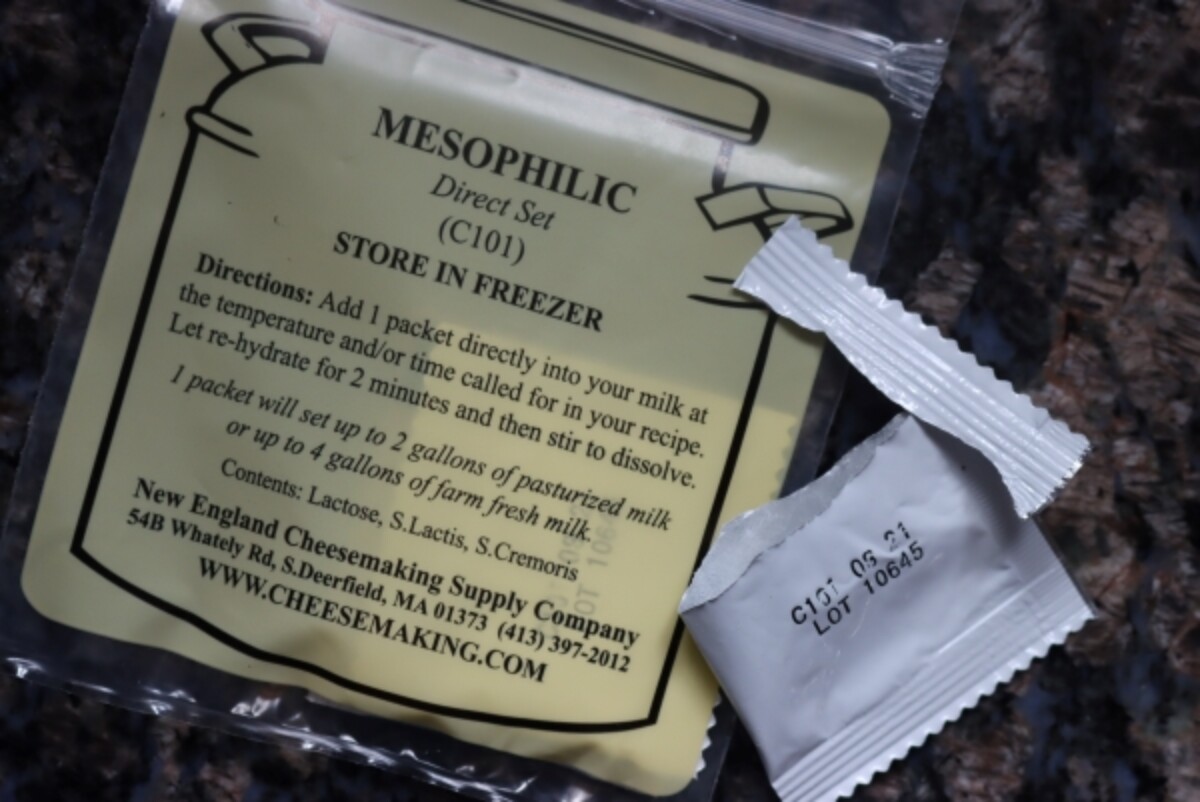 MESOPHILIC
Direct Set
(C101)
STORE IN FREEZER
Directions: Add 1 packet directly into your milk at
the temperature and/or time called for in your recipe.
Let re-hydrate for 2 minutes and then stir to dissolve.
1 packet will set up to 2 gallons of pasturized milk
or up to 4 gallons of farm fresh milk.
Contents: Lactose, S.Lactis, S.Cremoris
New England Cheesemaking Supply Company
54B Whately Rd, S.Deerfield, MA 01373 (413) 397-2012
WWW.CHEESEMAKING.COM
C101 08 21
LOT 10645